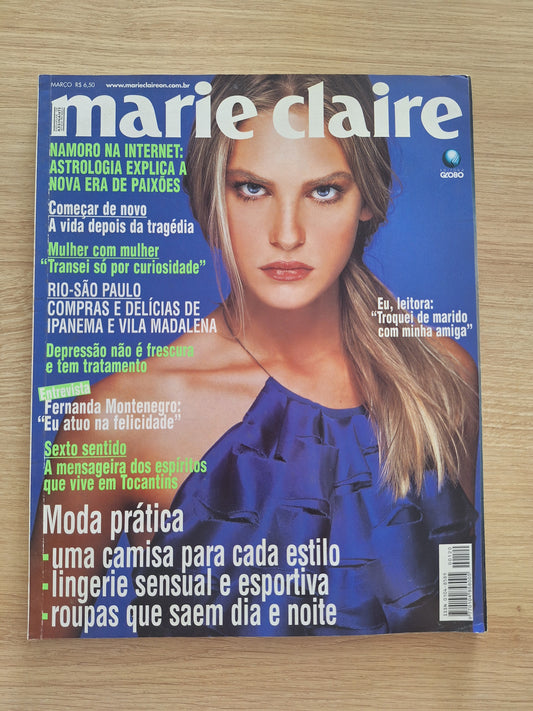 MARÇO R$ 6,50
www.marieclaireon.com.br
marie claire
EDITORA
GLOBO
NAMORO NA INTERNET:
ASTROLOGIA EXPLICA A
NOVA ERA DE PAIXÕES
Começar de novo
A vida depois da tragédia
Mulher com mulher
“Transei só por curiosidade”
RIO-SÃO PAULO
COMPRAS E DELÍCIAS DE
IPANEMA E VILA MADALENA
Eu, leitora:
“Troquei de marido
com minha amiga”
Depressão não é frescura
e tem tratamento
Entrevista
Fernanda Montenegro:
“Eu atuo na felicidade”
Sexto sentido
A mensageira dos espíritos
que vive em Tocantins
Moda prática
·uma camisa para cada estilo
·lingerie sensual e esportiva
·roupas que saem dia e noite